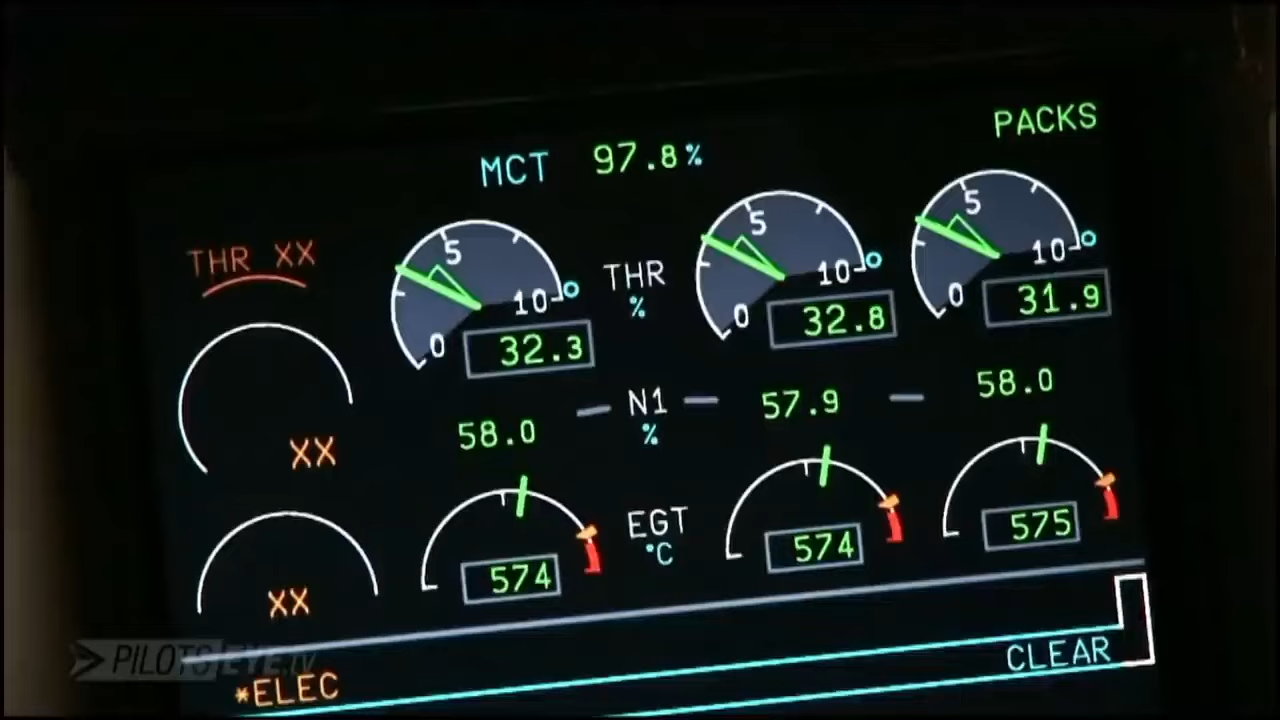 PACKS
MCT 97.8%
THR XX
5
0
10
32.3
THR
%
5
0
10
32.8
5
0
10
31.9
XX
58.0
N1
%
57.9
58.0
XX
574
EGT
°C
574
575
CLEAR
*ELEC
PILOTSEYE.tv